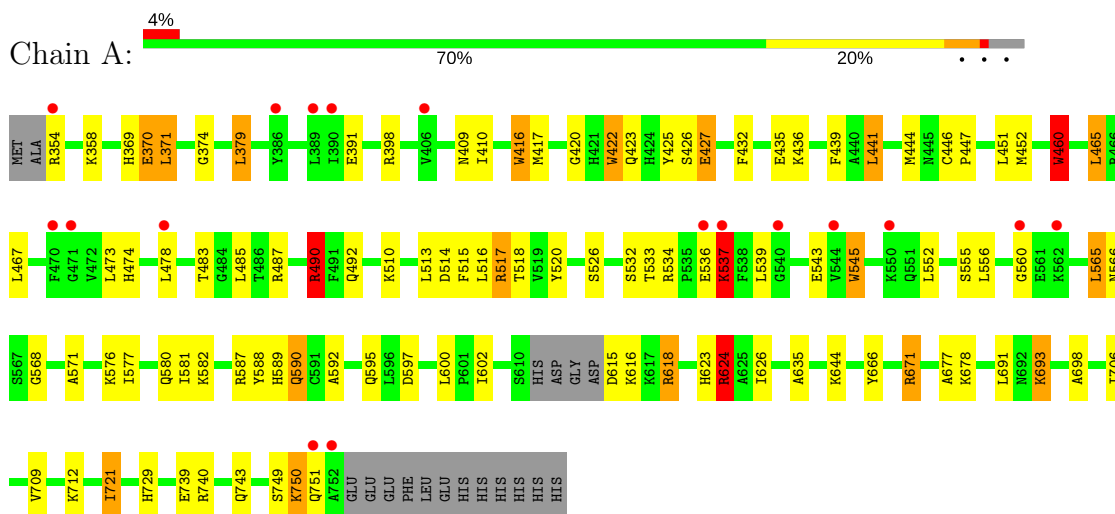 4%
Chain A:
70% 20% • • •
MET ALA R354 K358 H369 E370 L371 G374 L379 Y386 L389 I390 E391 R398 V406 N409 I410 W416 M417 G420 H421 W422 Q423 H424 Y425 S426 E427 F432 E435 K436 F439 A440 L441 M444 N445 C446 P447 L451 M452 W460 L465
L467 F470 G471 V472 L473 H474 L478 T483 G484 L485 T486 R487 R490 F491 Q492 K510 L513 D514 F515 L516 R517 T518 V519 Y520 S526 S532 T533 R534 P535 E536 K537 F538 L539 G540 E543 V544 W545 K550 Q551 L552 S555 L556 G560 E561 K562 L565 N566
S567 G568 A571 K576 I577 Q580 I581 K582 R587 Y588 H589 Q590 C591 A592 Q595 L596 D597 L600 P601 I602 S610 HIS ASP GLY ASP D615 K616 K617 R618 H623 R624 A625 I626 A635 K644 Y666 R671 A677 K678 L691 N692 K693 A698
V709 K712 I721 H729 E739 R740 Q743 S749 K750 Q751 A752 GLU GLU GLU PHE LEU GLU HIS HIS HIS HIS HIS HIS